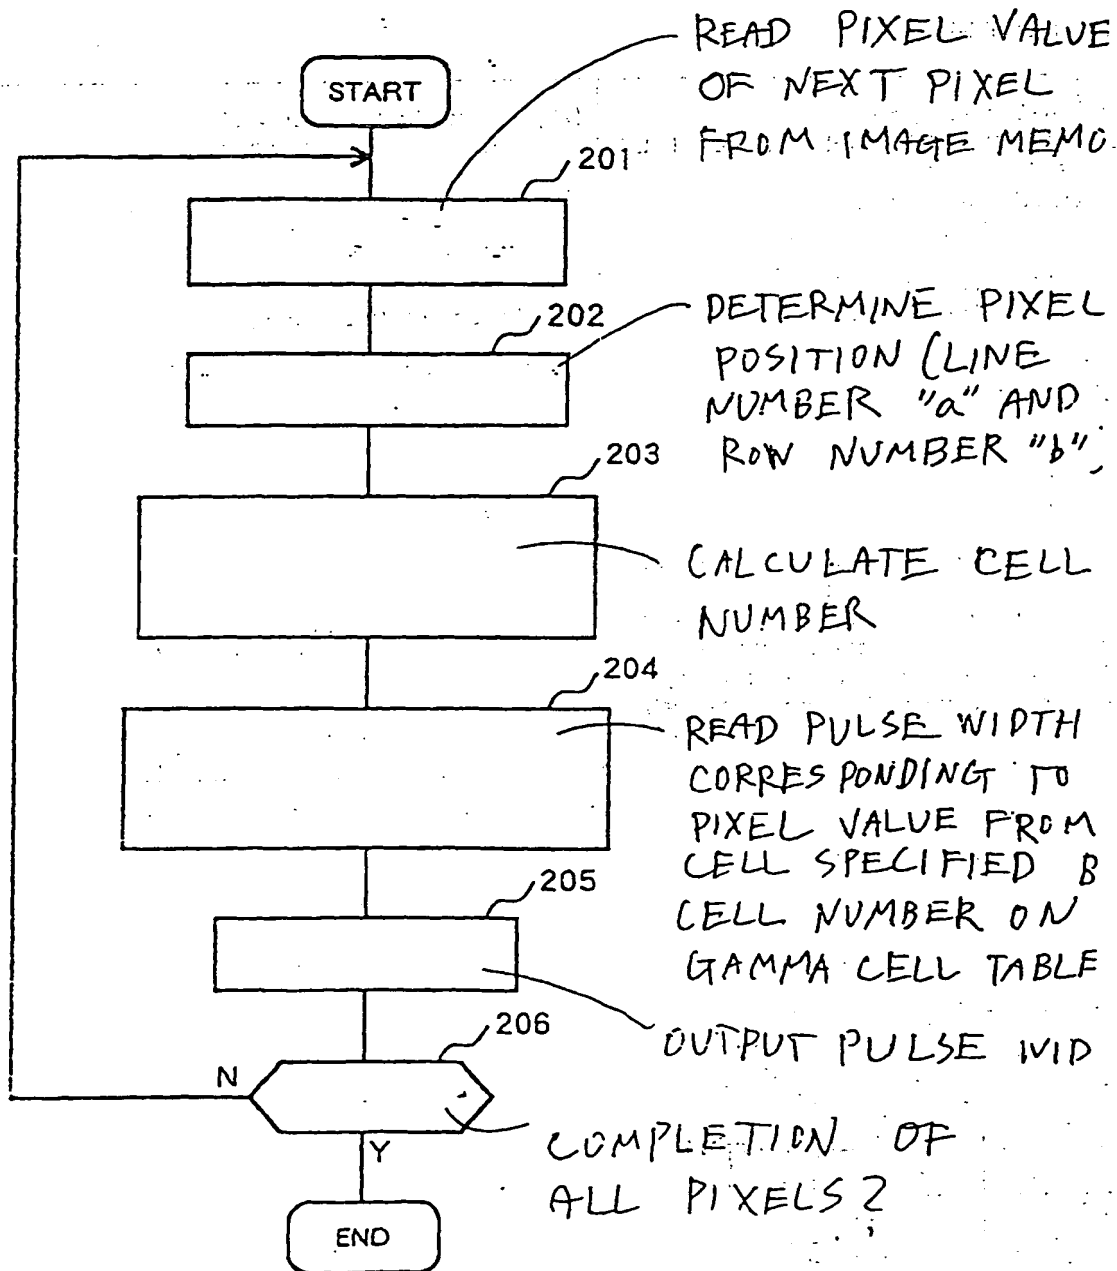 START
READ PIXEL VALUE
OF NEXT PIXEL
FROM IMAGE MEMO
201
202
DETERMINE PIXEL
POSITION (LINE
NUMBER "a" AND
ROW NUMBER "b"
203
CALCULATE CELL
NUMBER
204
READ PULSE WIDTH
CORRESPONDING TO
PIXEL VALUE FROM
CELL SPECIFIED B
CELL NUMBER ON
GAMMA CELL TABLE
205
OUTPUT PULSE WID
206
N
Y
COMPLETION OF
ALL PIXELS?
END